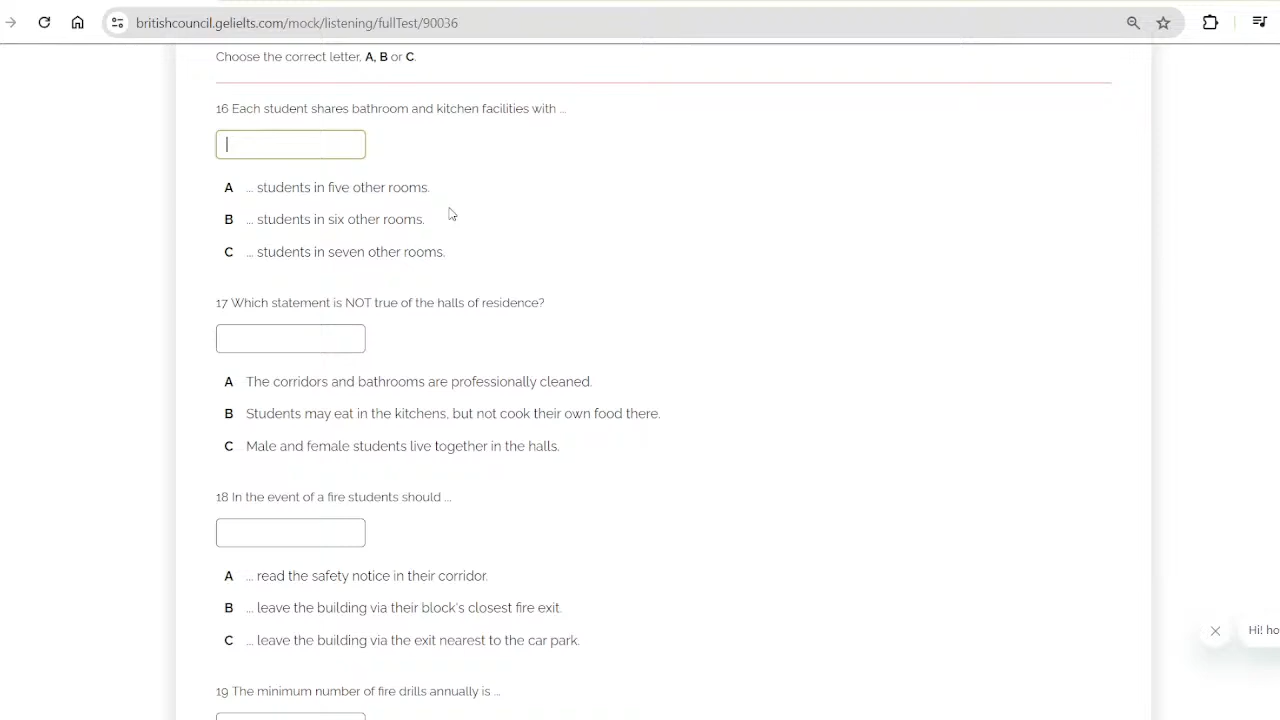 britishcouncil.gelielts.com/mock/listening/fullTest/90036
Choose the correct letter, A, B or C.
16 Each student shares bathroom and kitchen facilities with ...
A ... students in five other rooms.
B ... students in six other rooms.
C ... students in seven other rooms.
17 Which statement is NOT true of the halls of residence?
A The corridors and bathrooms are professionally cleaned.
B Students may eat in the kitchens, but not cook their own food there.
C Male and female students live together in the halls.
18 In the event of a fire students should ...
A ... read the safety notice in their corridor.
B ... leave the building via their block's closest fire exit.
C ... leave the building via the exit nearest to the car park.
Hi! ho
19 The minimum number of fire drills annually is ...